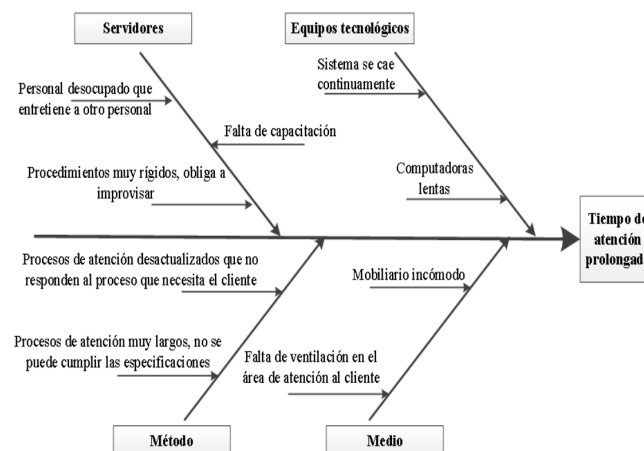 Servidores
Equipos tecnológicos
Sistema se cae
continuamente
Personal desocupado que
entretiene a otro personal
Falta de capacitación
Procedimientos muy rígidos, obliga a
improvisar
Computadoras
lentas
Tiempo de
atención
prolongad
Procesos de atención desactualizados que no
responden al proceso que necesita el cliente
Mobiliario incómodo
Procesos de atención muy largos, no se
puede cumplir las especificaciones
Falta de ventilación en el
área de atención al cliente
Método
Medio